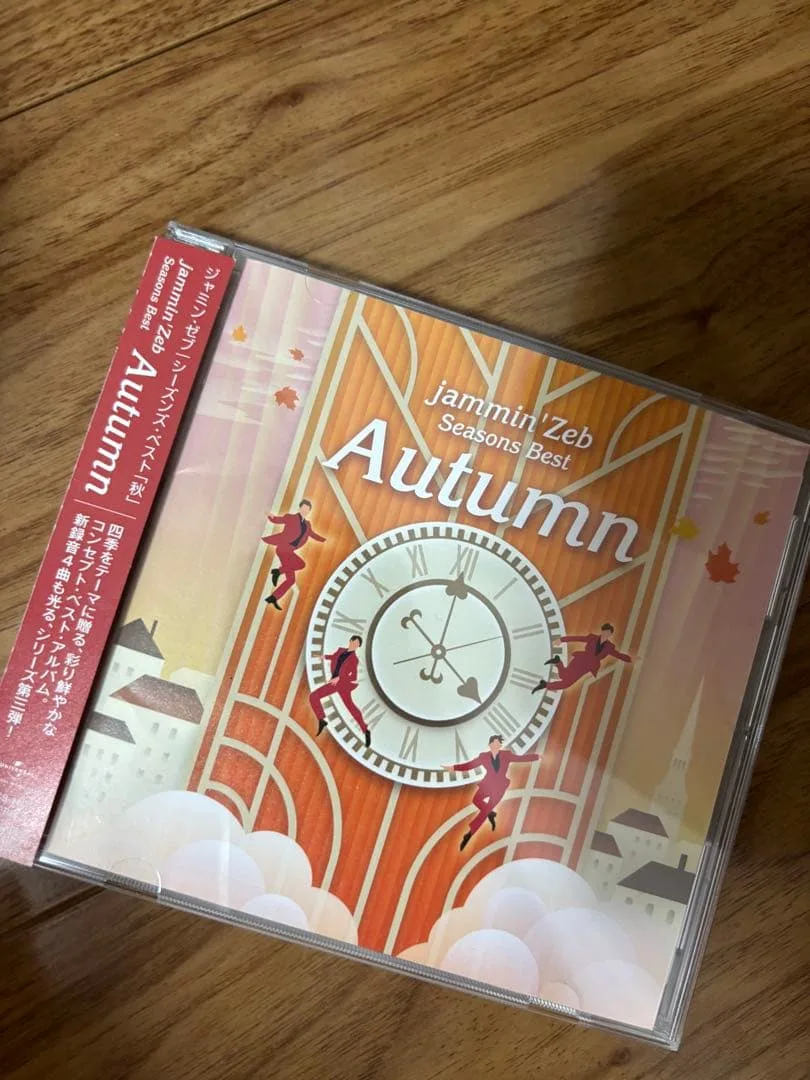 ジャミン・ゼブ「シーズンズ・ベスト「秋」
Jammin'Zeb
Seasons Best
Autumn
四季をテーマに贈る、彩り鮮やかな
コンセプト・ベスト・アルバム。
新録音4曲も光る、シリーズ第三弾!
UNIVERSAL
jammin'Zeb
Seasons Best
Autumn
XII